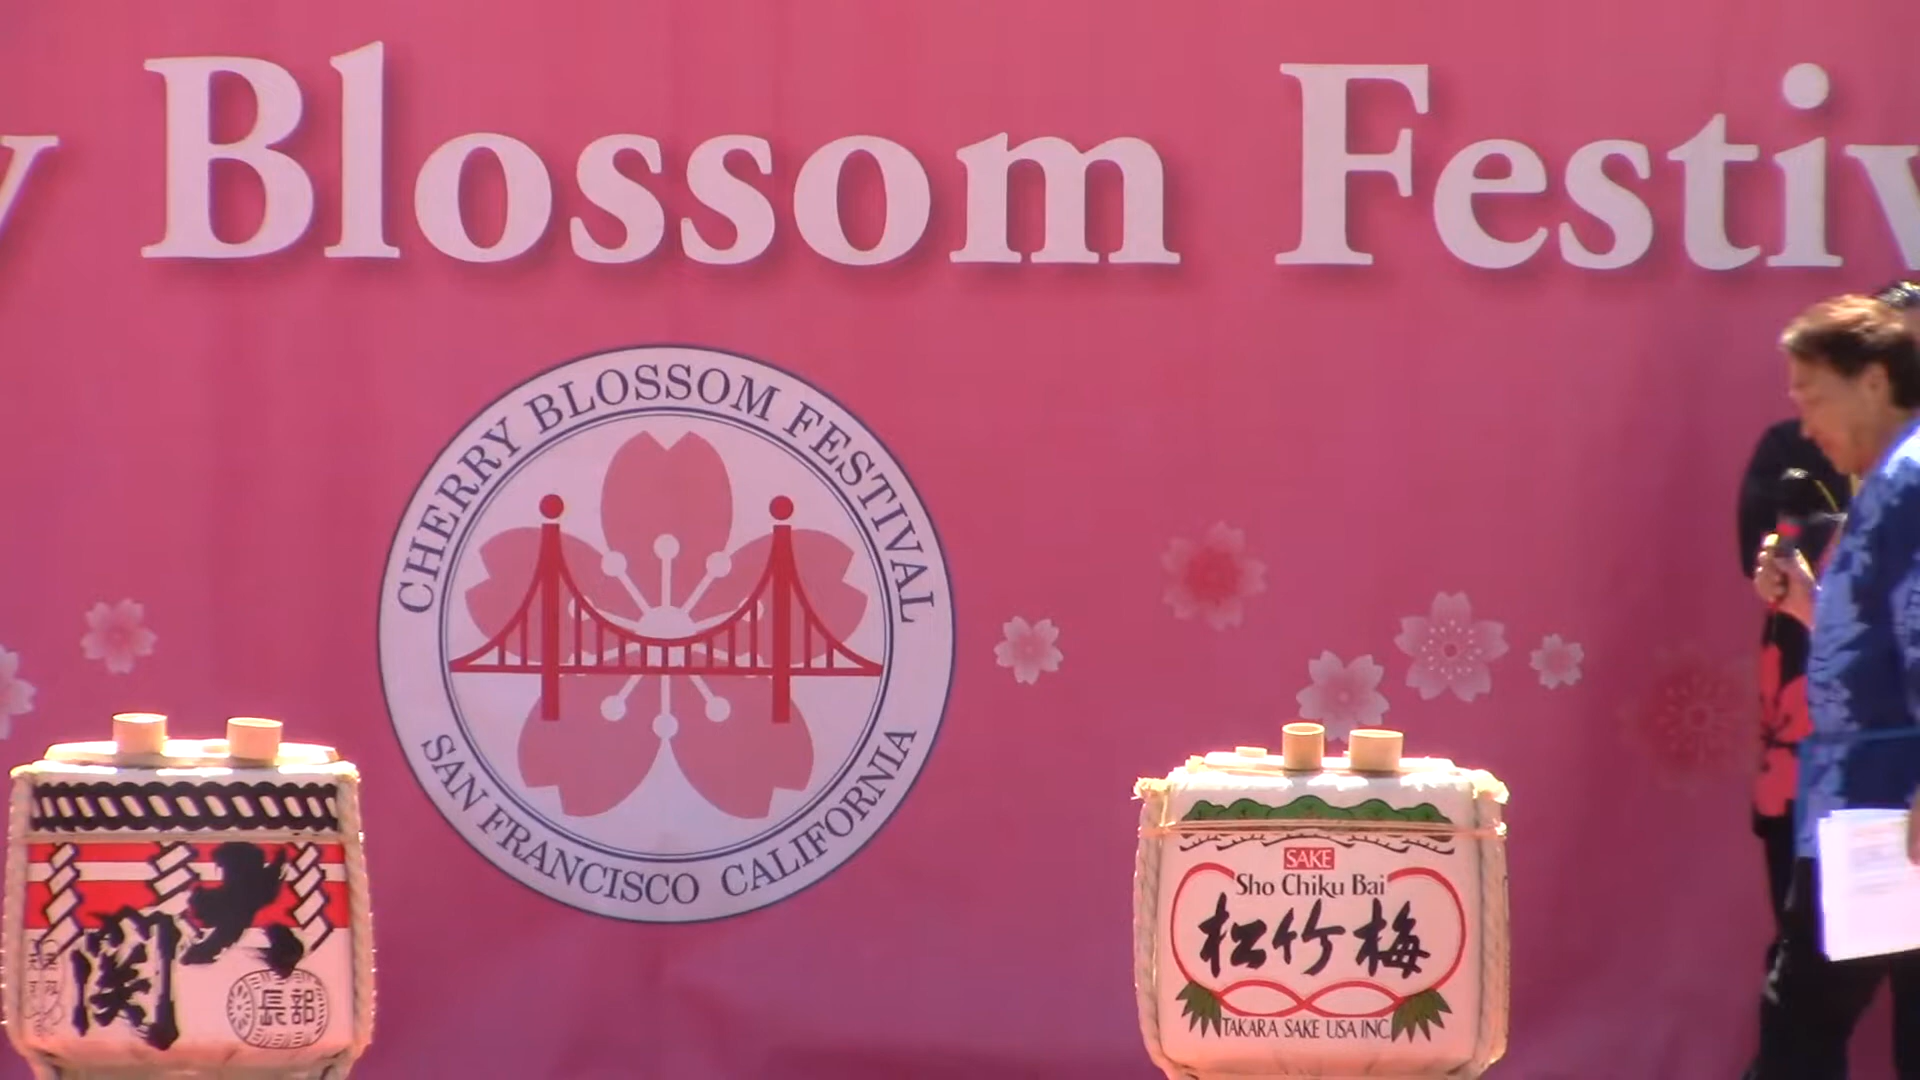 y Blossom Festiv
CHERRY BLOSSOM FESTIVAL
SAN FRANCISCO CALIFORNIA
大関
SAKE
Sho Chiku Bai
松竹梅
TAKARA SAKE USA INC.